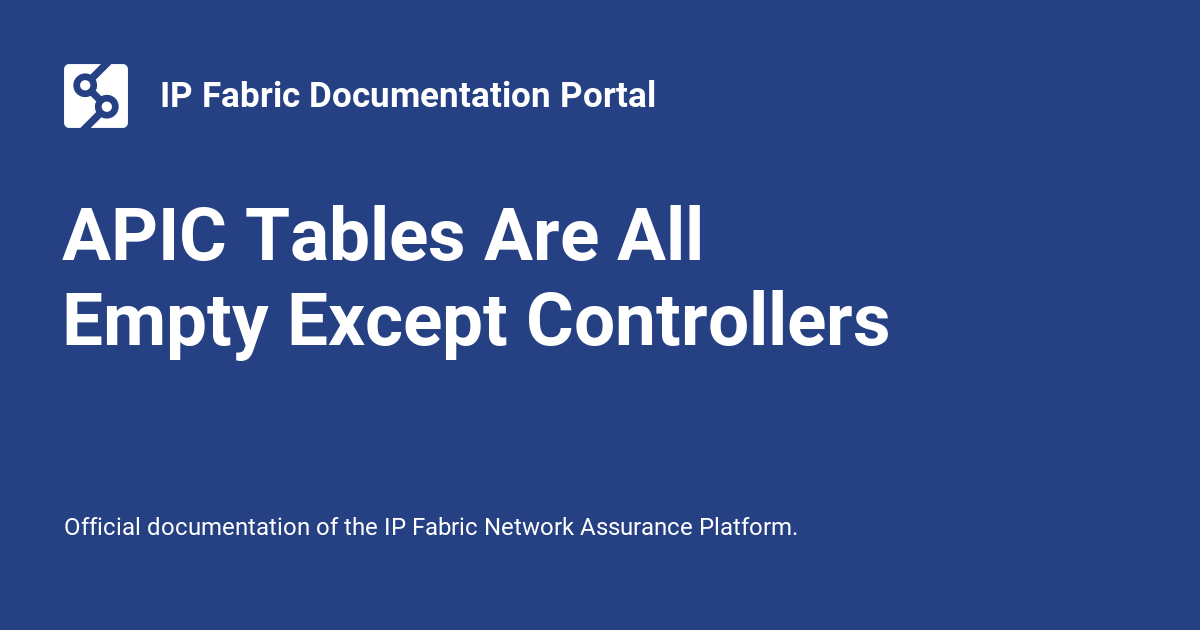 IP Fabric Documentation Portal
APIC Tables Are All
Empty Except Controllers
Official documentation of the IP Fabric Network Assurance Platform.